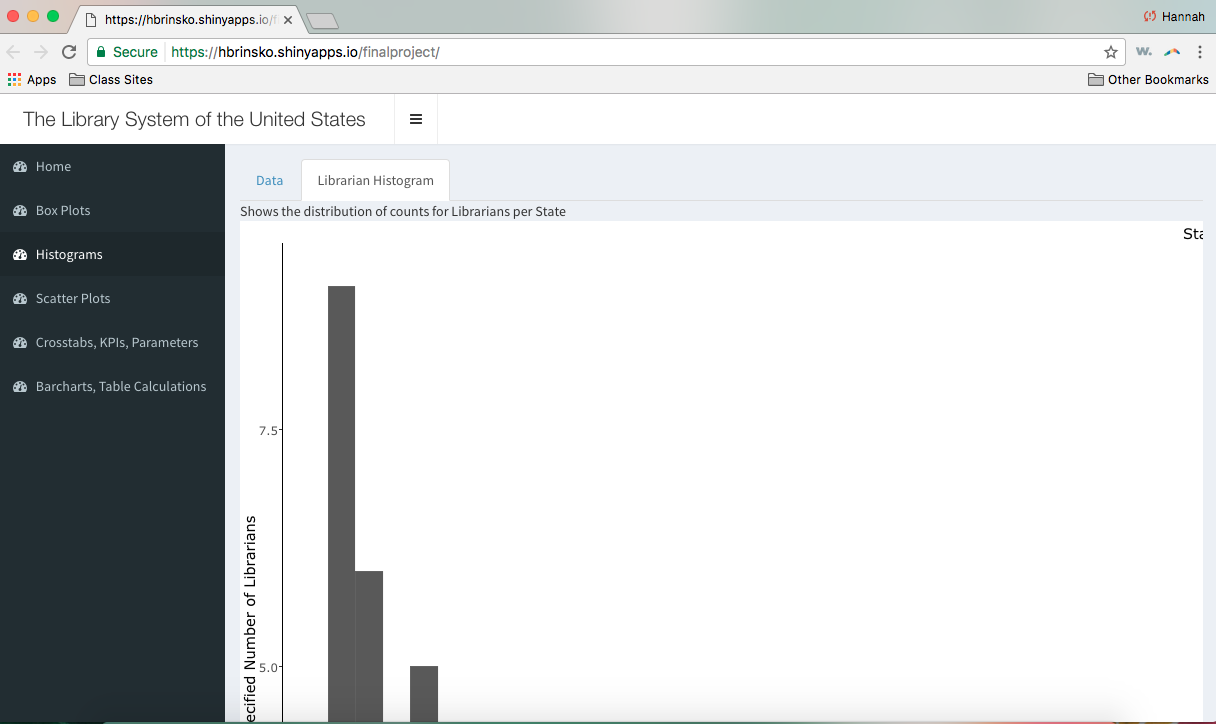 https://hbrinsko.shinyapps.io/f
Hannah
Secure https://hbrinsko.shinyapps.io/finalproject/
W.
Apps Class Sites Other Bookmarks
The Library System of the United States
Home
Box Plots
Histograms
Scatter Plots
Crosstabs, KPIs, Parameters
Barcharts, Table Calculations
Data Librarian Histogram
Shows the distribution of counts for Librarians per State
Sta
7.5
5.0
ecified Number of Librarians